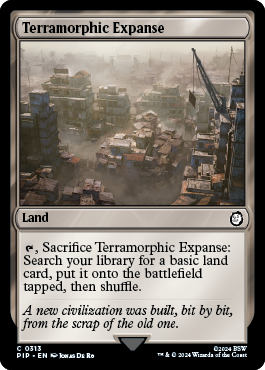 Terramorphic Expanse
Land
, Sacrifice Terramorphic Expanse:
Search your library for a basic land
card, put it onto the battlefield
tapped, then shuffle.
A new civilization was built, bit by bit,
from the scrap of the old one.
C 0313
PIP • EN Jonas De Ro
©2024 BSW
™ & © 2024 Wizards of the Coast